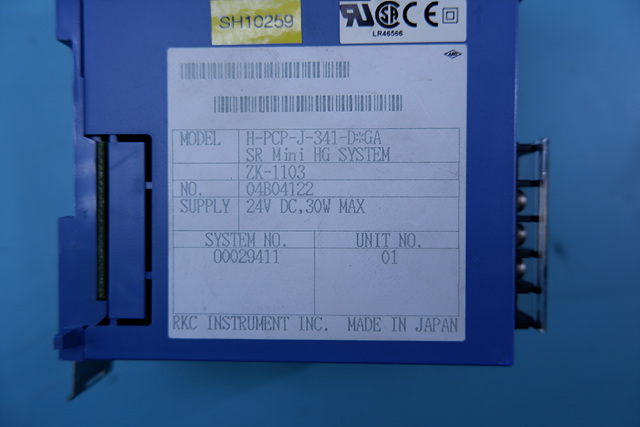 SH10259
LR46566
MODEL H-PCP-J-341-D*GA
SR Mini HG SYSTEM
ZK-1103
NO. 04B04122
SUPPLY 24V DC,30W MAX
SYSTEM NO. UNIT NO.
00029411 01
RKC INSTRUMENT INC. MADE IN JAPAN